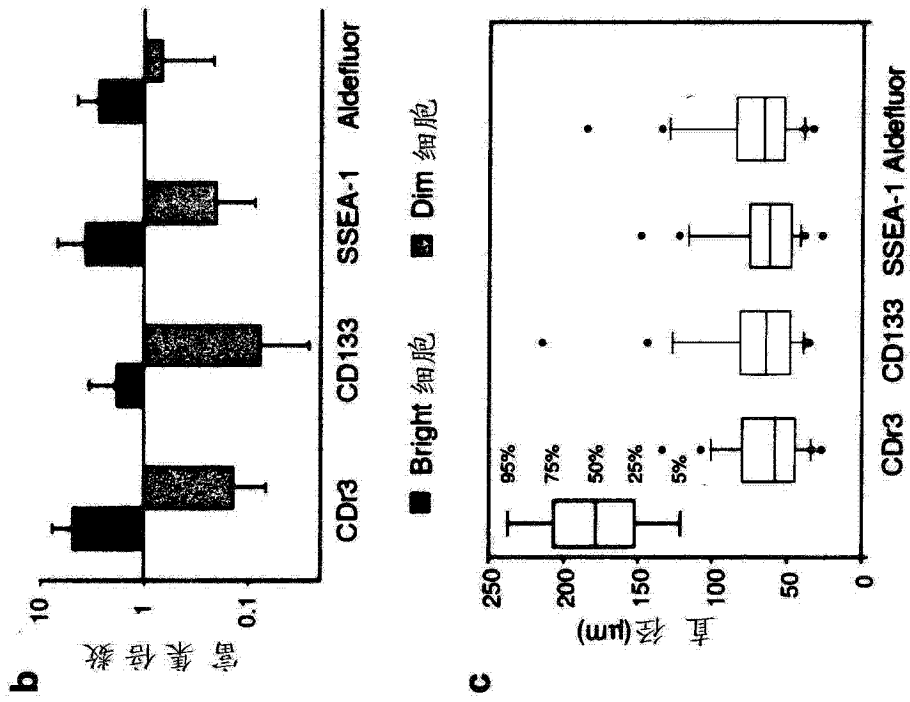 b
富集倍数
10
1
0.1
CDr3 CD133 SSEA-1 Aldefluor
Bright 细胞 Dim 细胞
c
直径(μm)
250
200
150
100
50
0
95%
75%
50%
25%
5%
CDr3 CD133 SSEA-1 Aldefluor